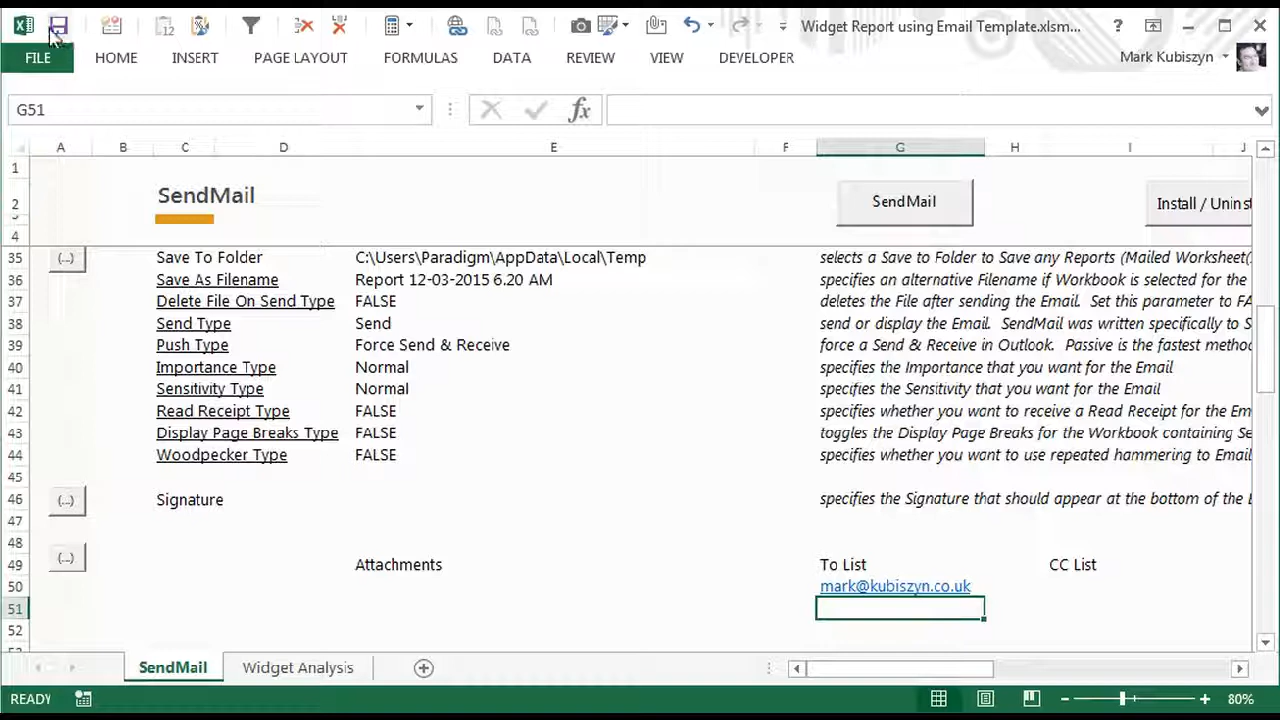 Widget Report using Email Template.xlsm...
FILE HOME INSERT PAGE LAYOUT FORMULAS DATA REVIEW VIEW DEVELOPER Mark Kubiszyn
G51 fx
A B C D E F G H I J
1
2 SendMail SendMail Install / Unins
4
35 (...) Save To Folder C:\Users\Paradigm\AppData\Local\Temp selects a Save to Folder to Save any Reports (Mailed Worksheet(
36 Save As Filename Report 12-03-2015 6.20 AM specifies an alternative Filename if Workbook is selected for the
37 Delete File On Send Type FALSE deletes the File after sending the Email. Set this parameter to FA
38 Send Type Send send or display the Email. SendMail was written specifically to S
39 Push Type Force Send & Receive force a Send & Receive in Outlook. Passive is the fastest metho
40 Importance Type Normal specifies the Importance that you want for the Email
41 Sensitivity Type Normal specifies the Sensitivity that you want for the Email
42 Read Receipt Type FALSE specifies whether you want to receive a Read Receipt for the Em
43 Display Page Breaks Type FALSE toggles the Display Page Breaks for the Workbook containing Se
44 Woodpecker Type FALSE specifies whether you want to use repeated hammering to Email
45
46 (...) Signature specifies the Signature that should appear at the bottom of the E
47
48
49 (...) Attachments To List CC List
50 mark@kubiszyn.co.uk
51
52
SendMail Widget Analysis
READY 80%